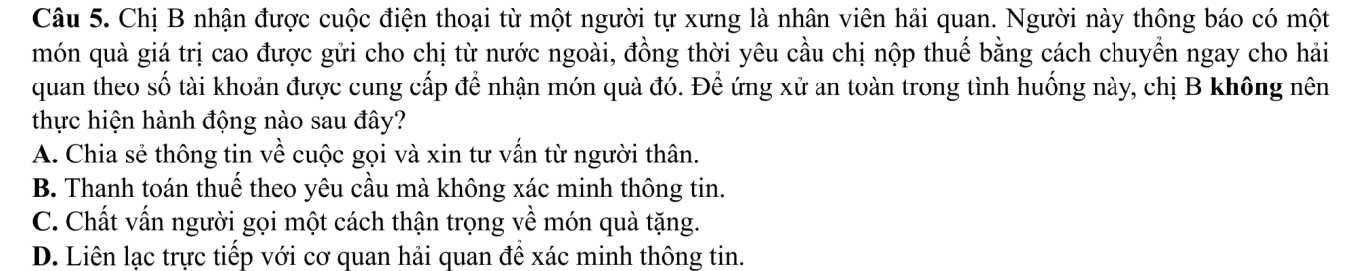 Câu 5. Chị B nhận được cuộc điện thoại từ một người tự xưng là nhân viên hải quan. Người này thông báo có một
món quà giá trị cao được gửi cho chị từ nước ngoài, đồng thời yêu cầu chị nộp thuế bằng cách chuyển ngay cho hải
quan theo số tài khoản được cung cấp để nhận món quà đó. Để ứng xử an toàn trong tình huống này, chị B không nên
thực hiện hành động nào sau đây?
A. Chia sẻ thông tin về cuộc gọi và xin tư vấn từ người thân.
B. Thanh toán thuế theo yêu cầu mà không xác minh thông tin.
C. Chất vấn người gọi một cách thận trọng về món quà tặng.
D. Liên lạc trực tiếp với cơ quan hải quan để xác minh thông tin.